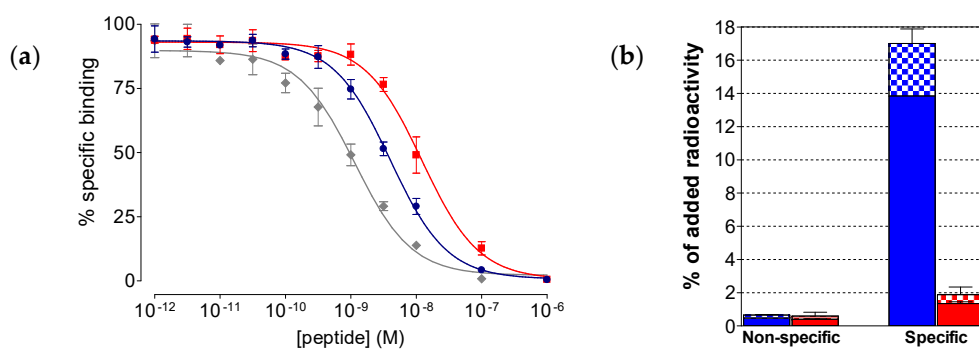 (a)
% specific binding
100
75
50
25
0
10⁻¹² 10⁻¹¹ 10⁻¹⁰ 10⁻⁹ 10⁻⁸ 10⁻⁷ 10⁻⁶
[peptide] (M)
(b)
% of added radioactivity
18
16
14
12
10
8
6
4
2
0
Non-specific Specific